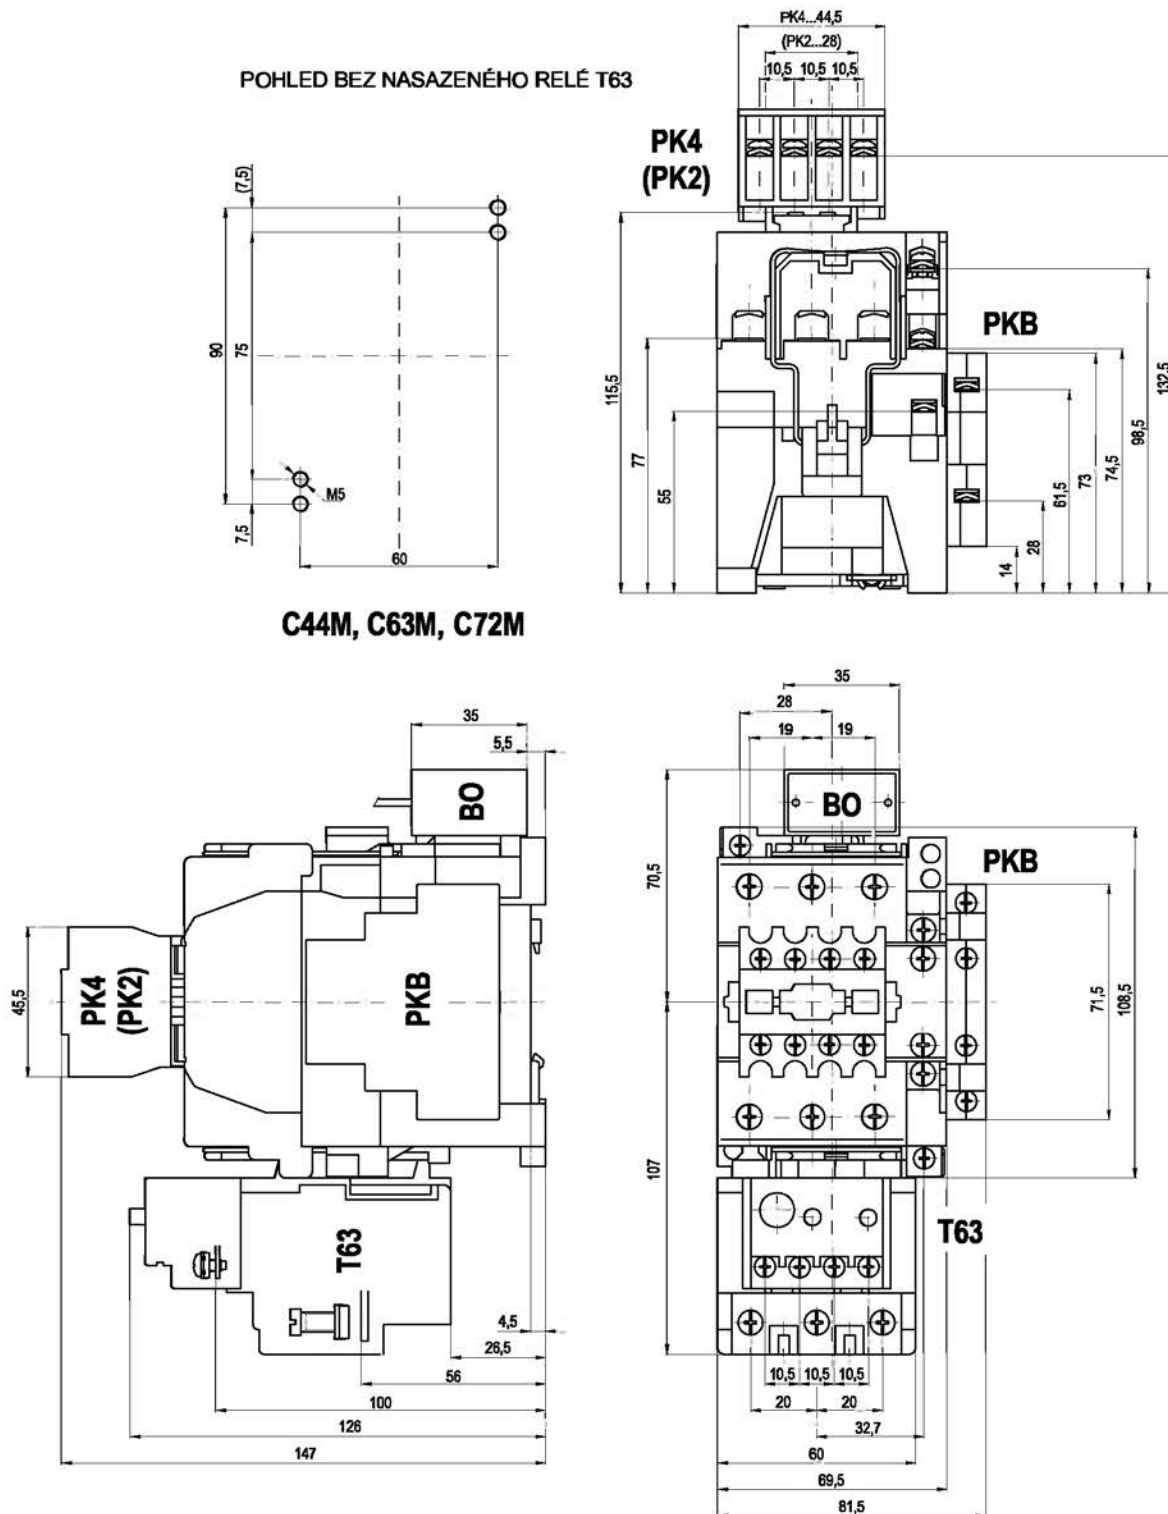 PK4...44,5
(PK2...28)
10,5 10,5 10,5
POHLED BEZ NASAZENÉHO RELÉ T63
PK4
(PK2)
PKB
(7,5)
90
75
7,5
M5
60
115,5
77
55
14
28
61,5
73
74,5
98,5
132,5
C44M, C63M, C72M
35
5,5
BO
PK4
(PK2)
PKB
45,5
T63
4,5
26,5
56
100
126
147
35
28
19 19
BO
PKB
70,5
107
71,5
108,5
T63
10,5 10,5 10,5
20 20
32,7
60
69,5
81,5